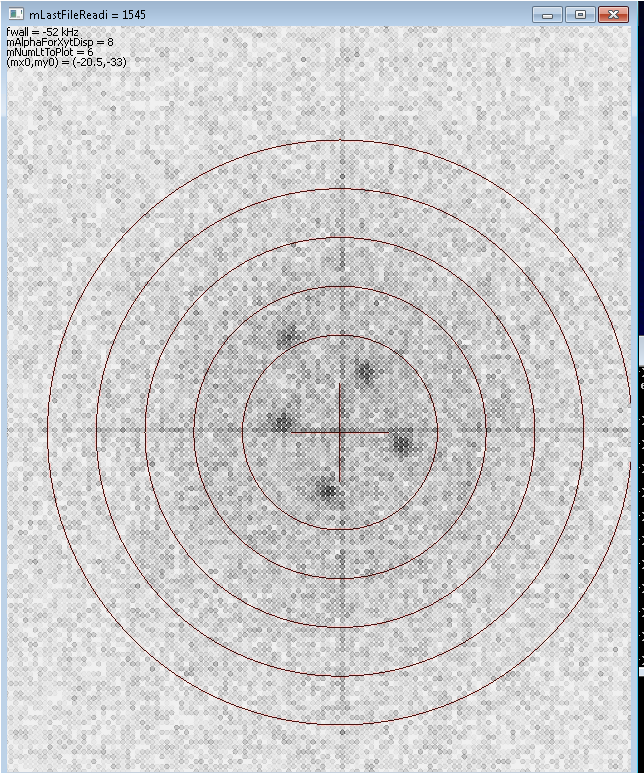 mLastFileReadi = 1545
fwall = -52 kHz
mAlphaForXytDisp = 8
mNumLtToPlot = 6
(mx0,my0) = (-20.5,-33)